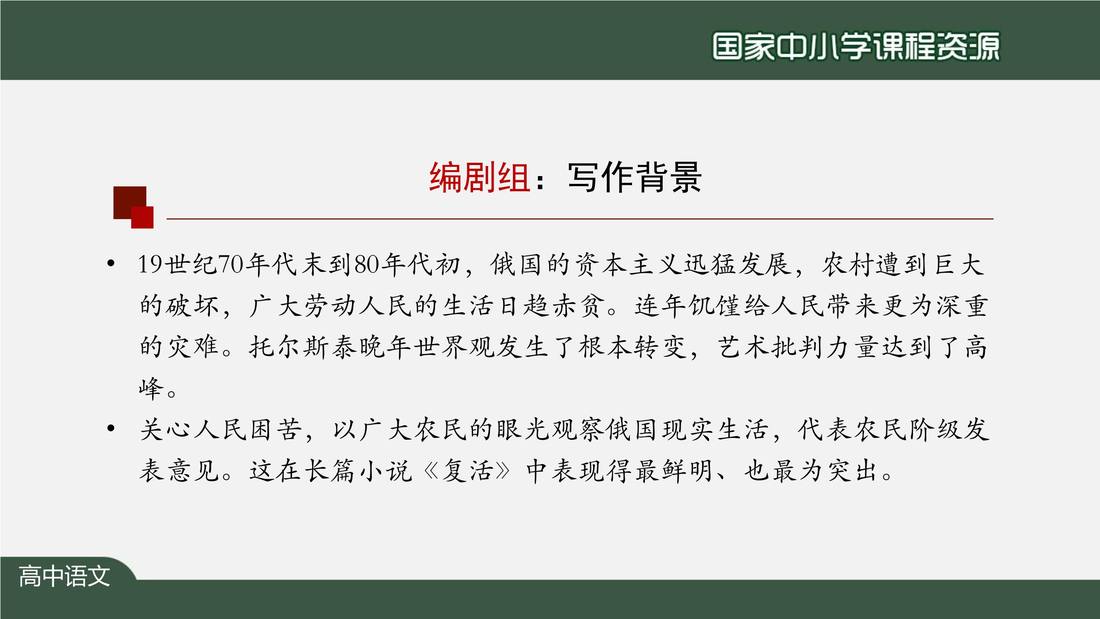 国家中小学课程资源
编剧组：写作背景
• 19世纪70年代末到80年代初，俄国的资本主义迅猛发展，农村遭到巨大
的破坏，广大劳动人民的生活日趋赤贫。连年饥馑给人民带来更为深重
的灾难。托尔斯泰晚年世界观发生了根本转变，艺术批判力量达到了高
峰。
• 关心人民困苦，以广大农民的眼光观察俄国现实生活，代表农民阶级发
表意见。这在长篇小说《复活》中表现得最鲜明、也最为突出。
高中语文